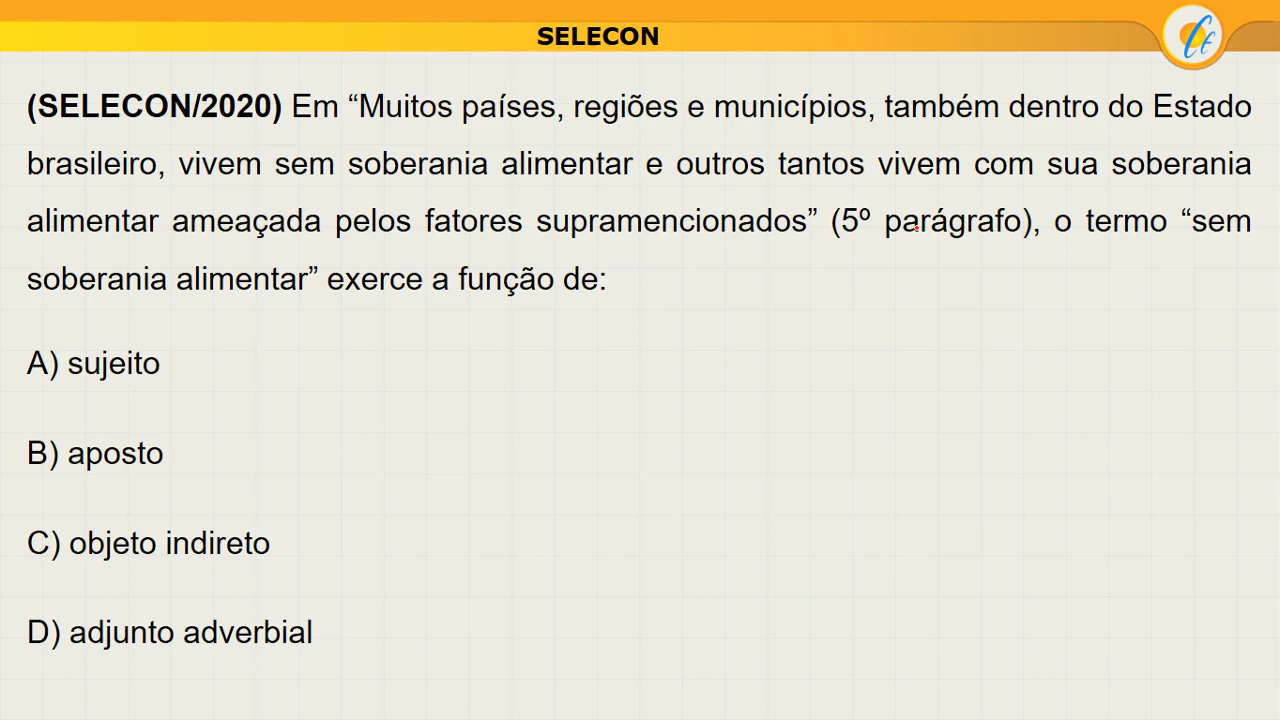 SELECON
(SELECON/2020) Em “Muitos países, regiões e municípios, também dentro do Estado
brasileiro, vivem sem soberania alimentar e outros tantos vivem com sua soberania
alimentar ameaçada pelos fatores supramencionados” (5º parágrafo), o termo “sem
soberania alimentar” exerce a função de:
A) sujeito
B) aposto
C) objeto indireto
D) adjunto adverbial